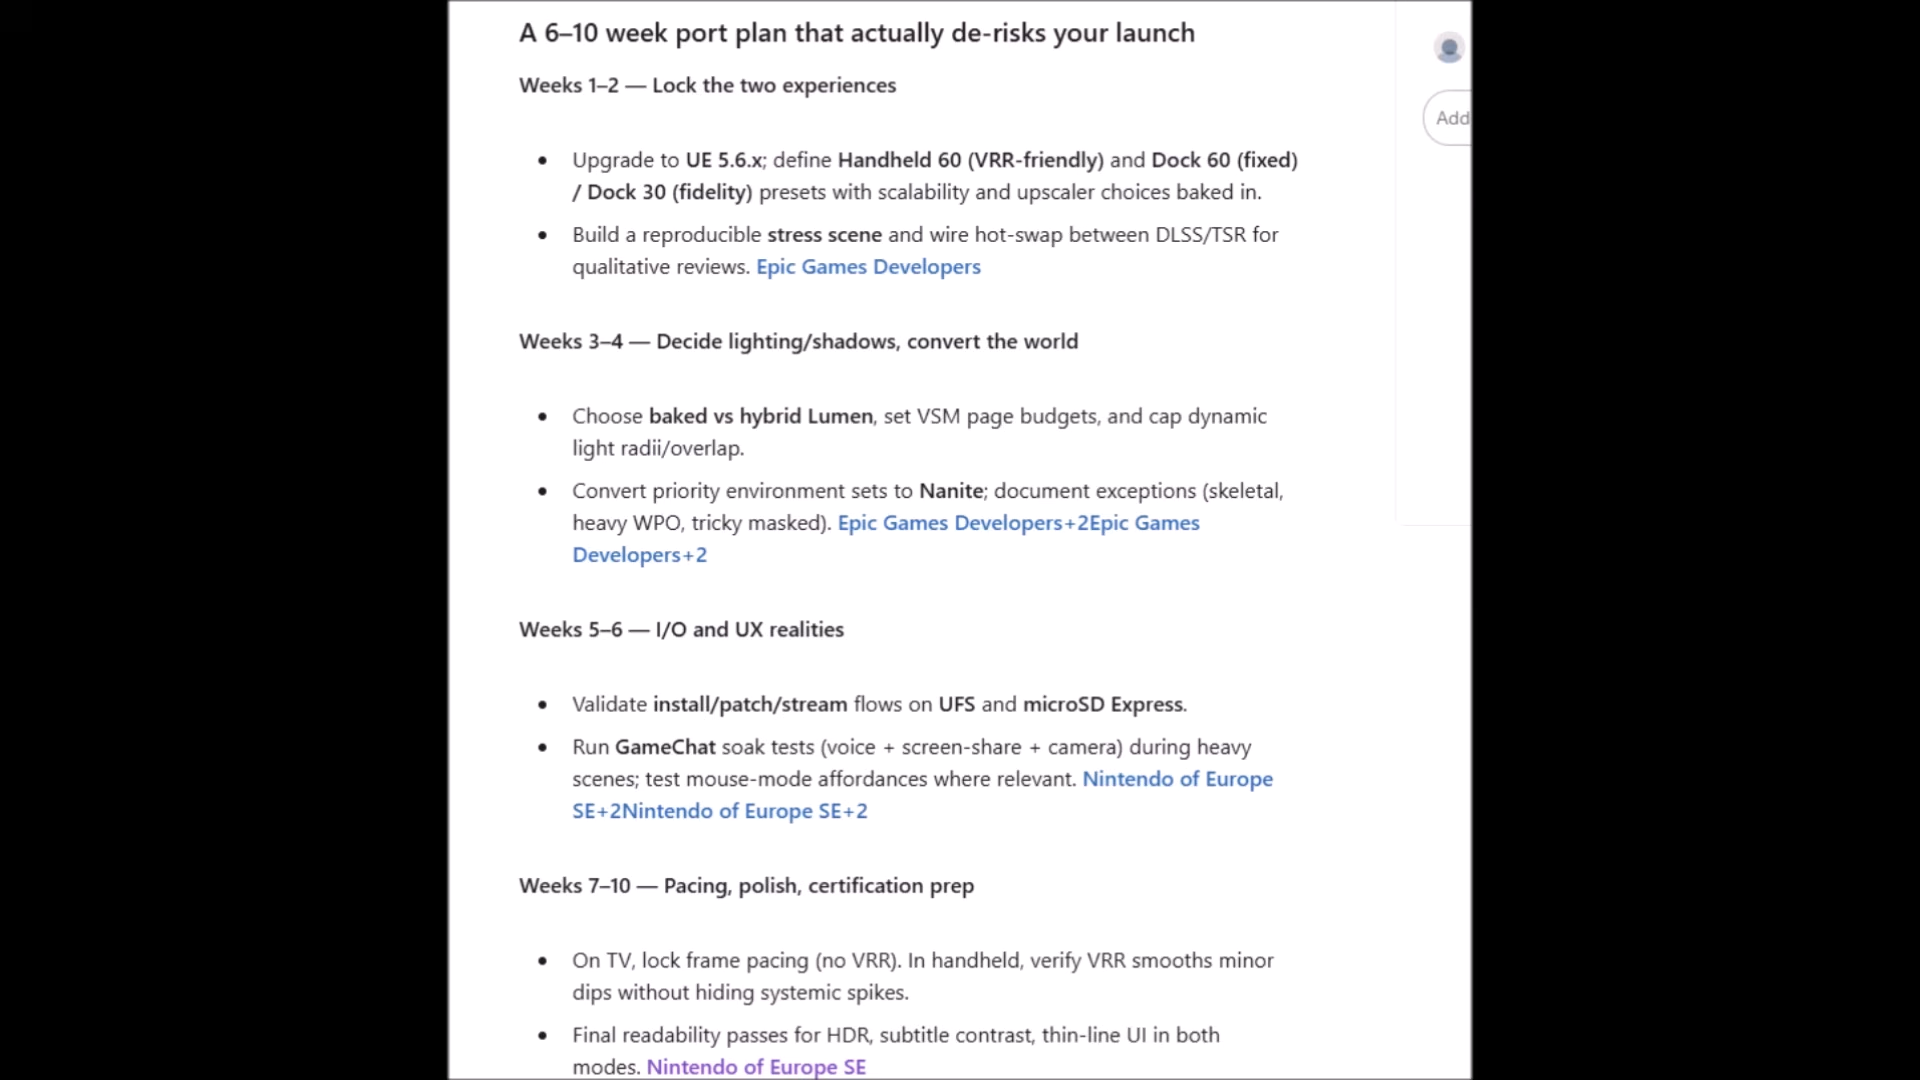 A 6–10 week port plan that actually de-risks your launch
Weeks 1–2 — Lock the two experiences
Add
• Upgrade to UE 5.6.x; define Handheld 60 (VRR-friendly) and Dock 60 (fixed)
/ Dock 30 (fidelity) presets with scalability and upscaler choices baked in.
• Build a reproducible stress scene and wire hot-swap between DLSS/TSR for
qualitative reviews. Epic Games Developers
Weeks 3–4 — Decide lighting/shadows, convert the world
• Choose baked vs hybrid Lumen, set VSM page budgets, and cap dynamic
light radii/overlap.
• Convert priority environment sets to Nanite; document exceptions (skeletal,
heavy WPO, tricky masked). Epic Games Developers+2Epic Games
Developers+2
Weeks 5–6 — I/O and UX realities
• Validate install/patch/stream flows on UFS and microSD Express.
• Run GameChat soak tests (voice + screen-share + camera) during heavy
scenes; test mouse-mode affordances where relevant. Nintendo of Europe
SE+2Nintendo of Europe SE+2
Weeks 7–10 — Pacing, polish, certification prep
• On TV, lock frame pacing (no VRR). In handheld, verify VRR smooths minor
dips without hiding systemic spikes.
• Final readability passes for HDR, subtitle contrast, thin-line UI in both
modes. Nintendo of Europe SE